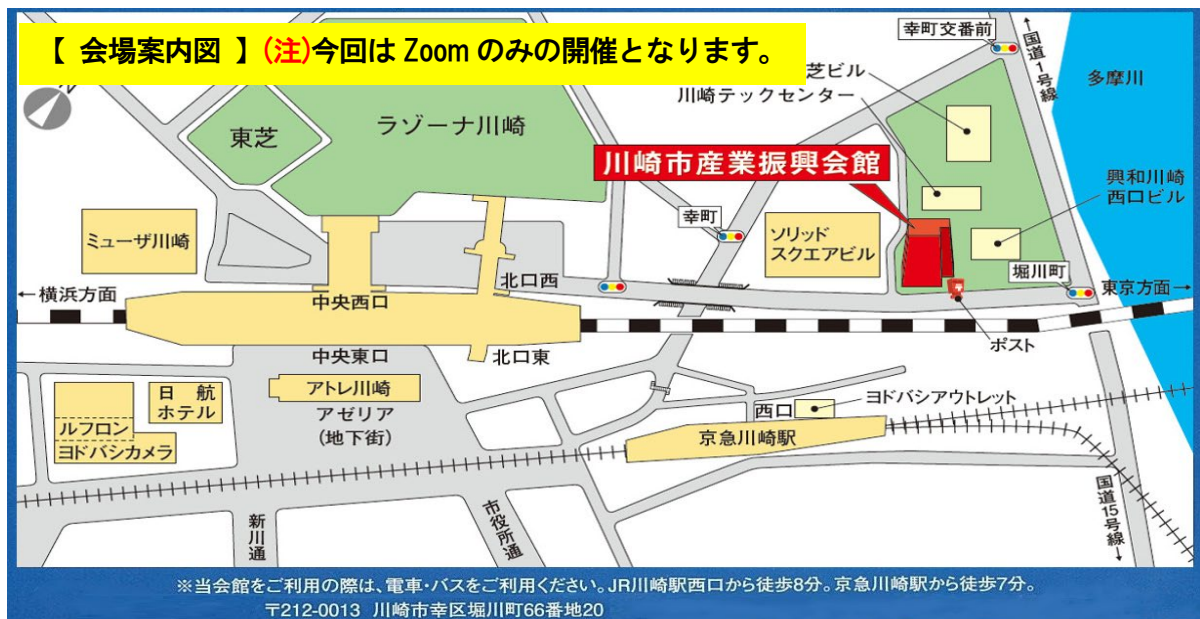 【 会場案内図 】(注)今回は Zoom のみの開催となります。
幸町交番前
国道1号線
多摩川
芝ビル
川崎テックセンター
東芝
ラゾーナ川崎
川崎市産業振興会館
興和川崎
西口ビル
幸町
ソリッド
スクエアビル
ミューザ川崎
北口西
堀川町
←横浜方面
中央西口
東京方面→
ポスト
中央東口
北口東
アトレ川崎
日航
ホテル
アゼリア
(地下街)
ルフロン
ヨドバシカメラ
西口
ヨドバシアウトレット
京急川崎駅
新川通
市役所通
国道15号線
※当会館をご利用の際は、電車・バスをご利用ください。JR川崎駅西口から徒歩8分。京急川崎駅から徒歩7分。
〒212-0013 川崎市幸区堀川町66番地20